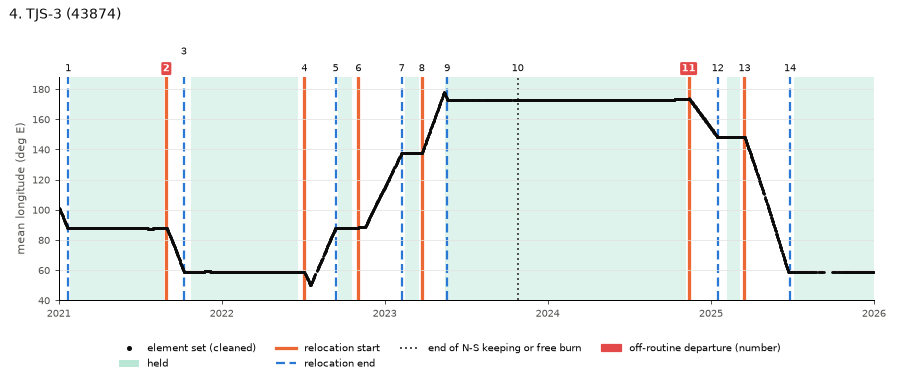 4. TJS-3 (43874)
3
1 2 4 5 6 7 8 9 10 11 12 13 14
180
160
140
120
100
80
60
40
mean longitude (deg E)
2021 2022 2023 2024 2025 2026
element set (cleaned) relocation start end of N-S keeping or free burn off-routine departure (number)
held relocation end